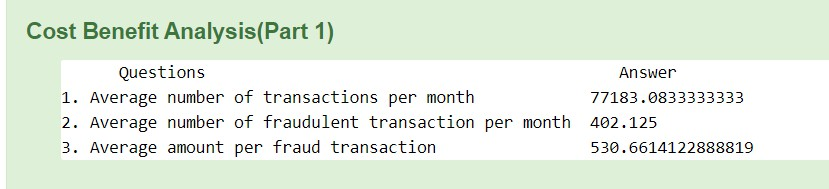 Cost Benefit Analysis(Part 1)
Questions Answer
1. Average number of transactions per month 77183.0833333333
2. Average number of fraudulent transaction per month 402.125
3. Average amount per fraud transaction 530.6614122888819